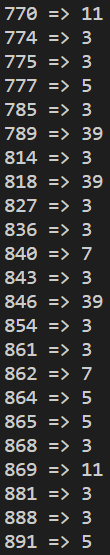 770 => 11
774 => 3
775 => 3
777 => 5
785 => 3
789 => 39
814 => 3
818 => 39
827 => 3
836 => 3
840 => 7
843 => 3
846 => 39
854 => 3
861 => 3
862 => 7
864 => 5
865 => 5
868 => 3
869 => 11
881 => 3
888 => 3
891 => 5